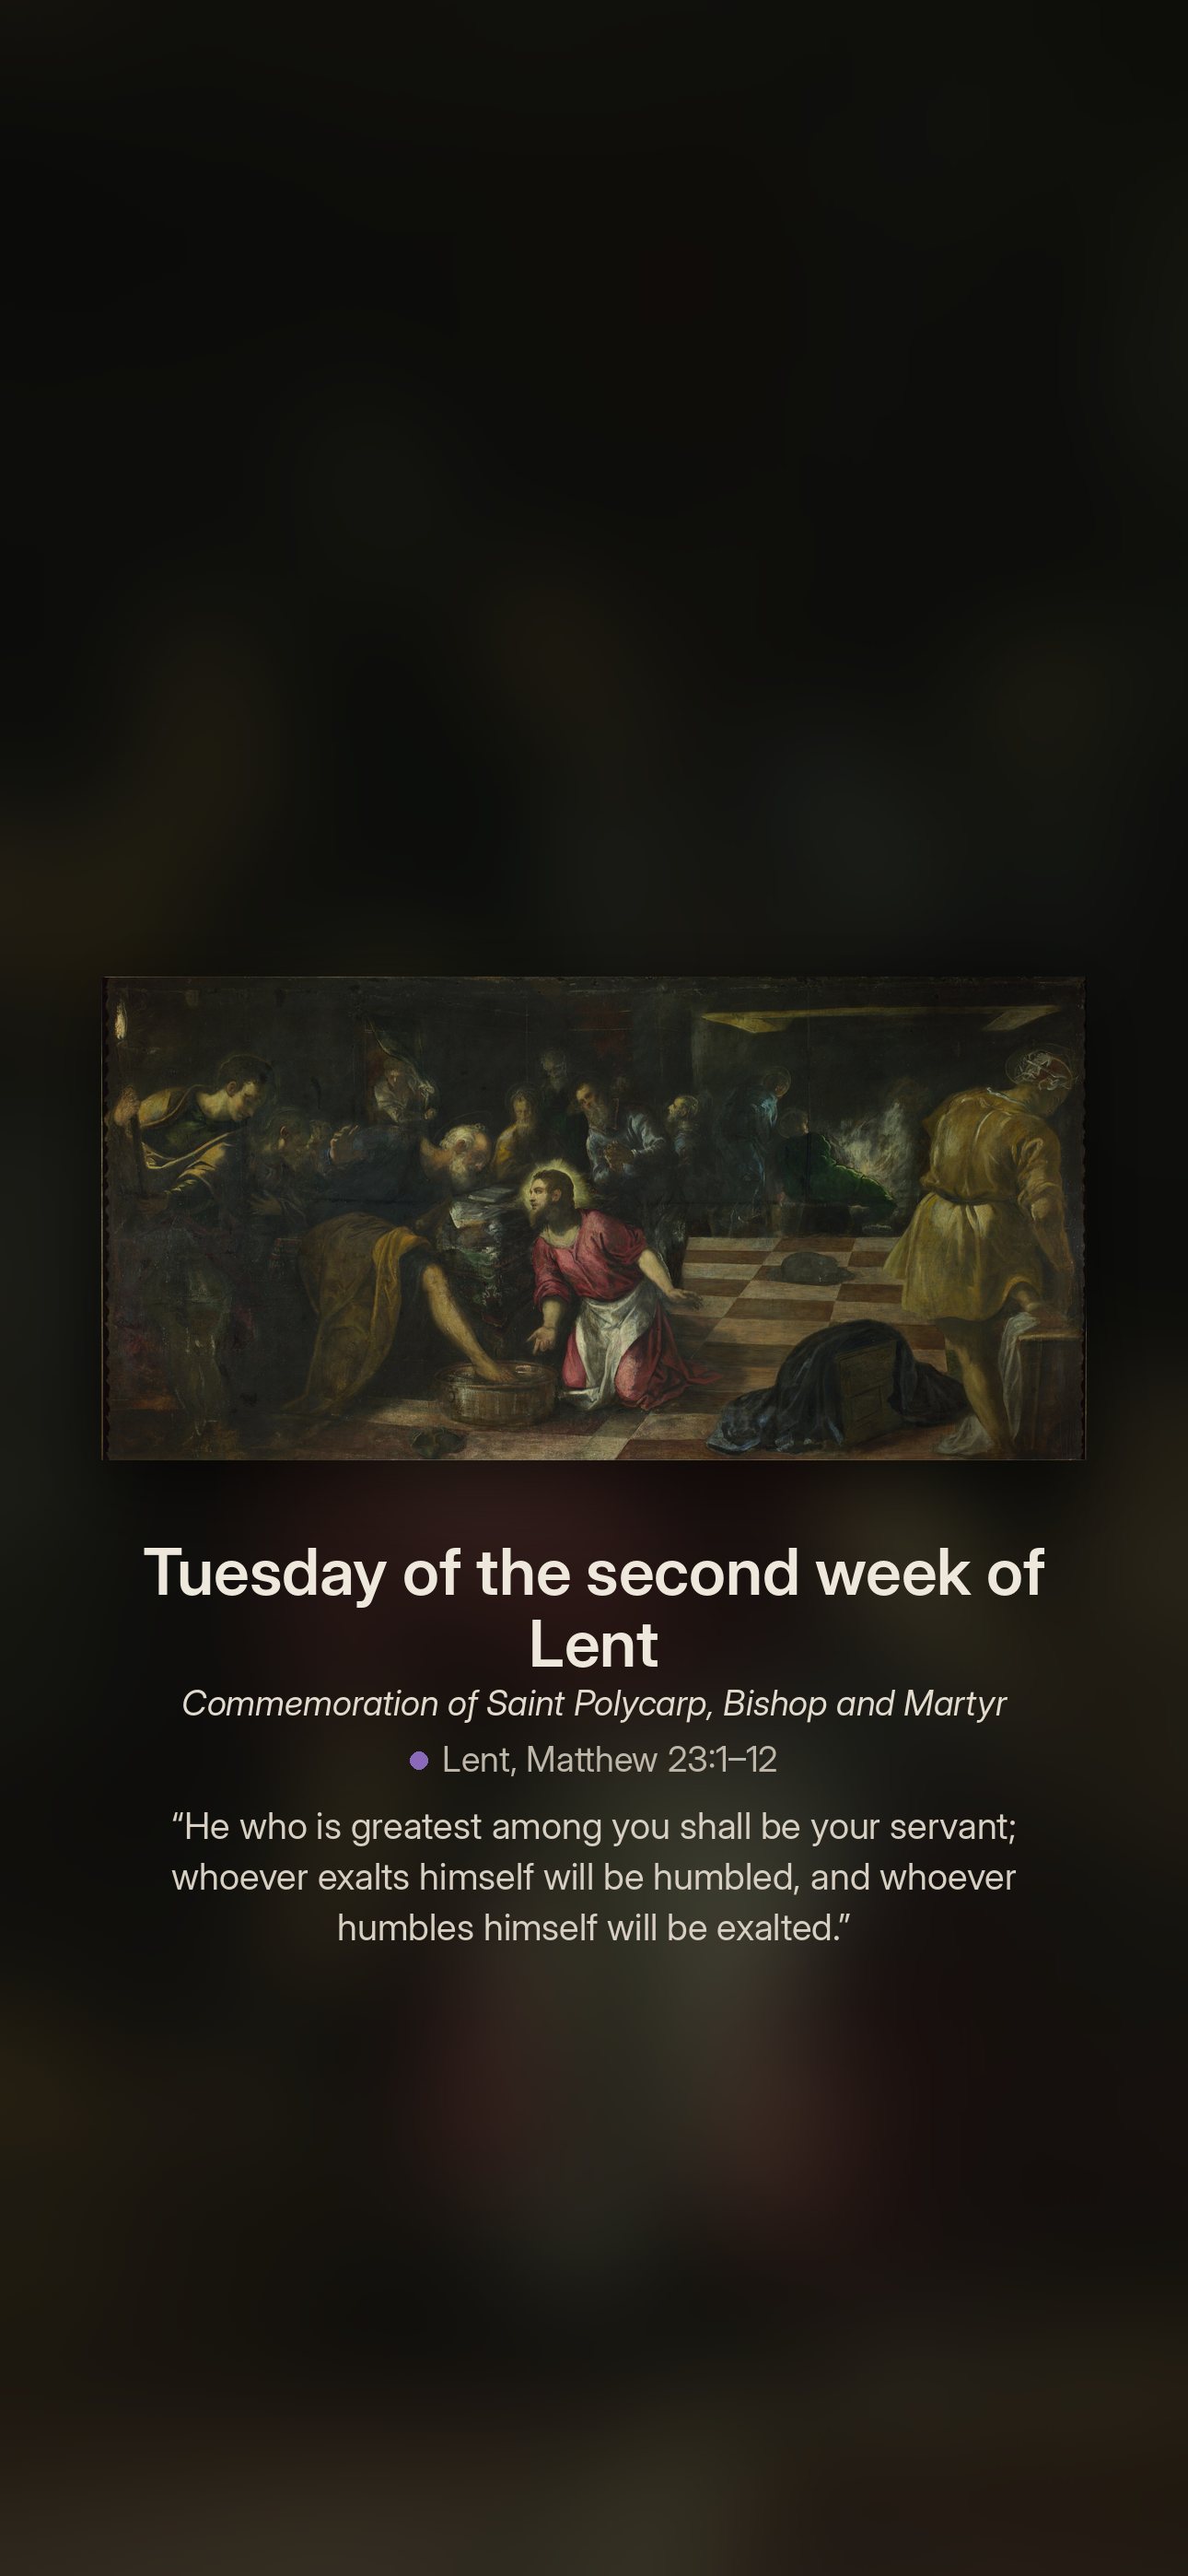 Tuesday of the second week of
Lent
Commemoration of Saint Polycarp, Bishop and Martyr
Lent, Matthew 23:1–12
“He who is greatest among you shall be your servant;
whoever exalts himself will be humbled, and whoever
humbles himself will be exalted.”